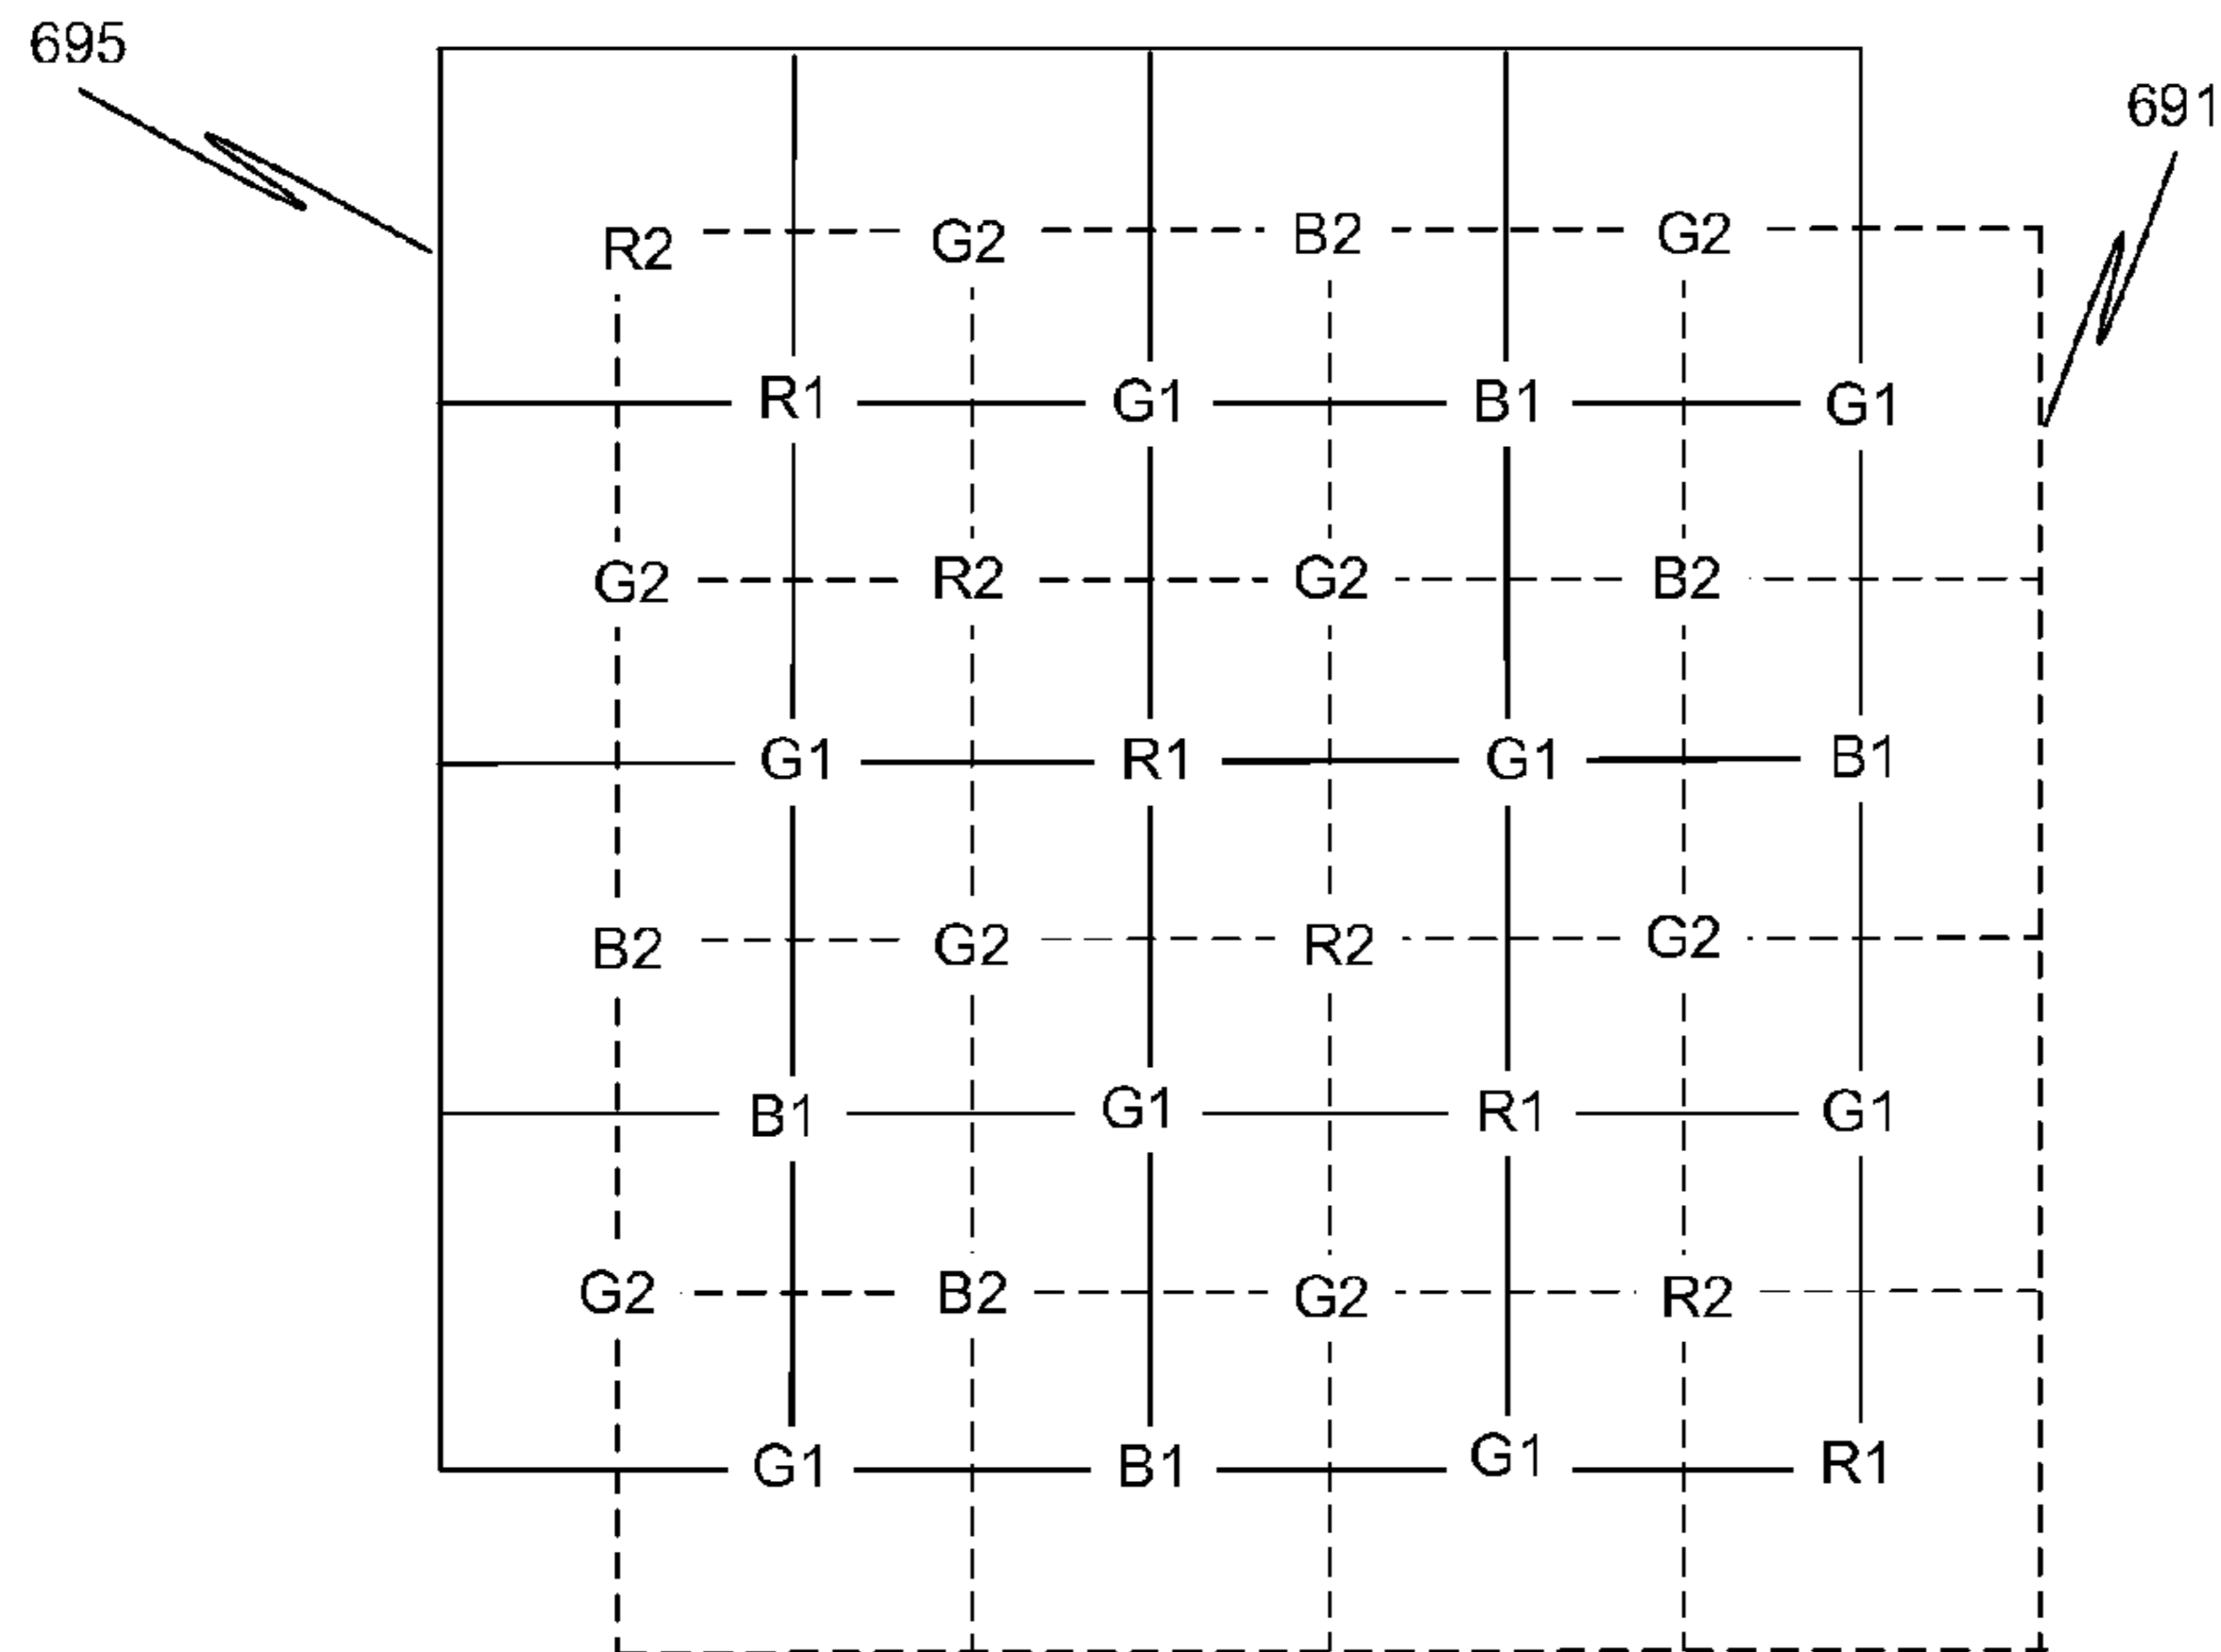 695
691
R2 G2 B2 G2
R1 G1 B1 G1
G2 R2 G2 B2
G1 R1 G1 B1
B2 G2 R2 G2
B1 G1 R1 G1
G2 B2 G2 R2
G1 B1 G1 R1